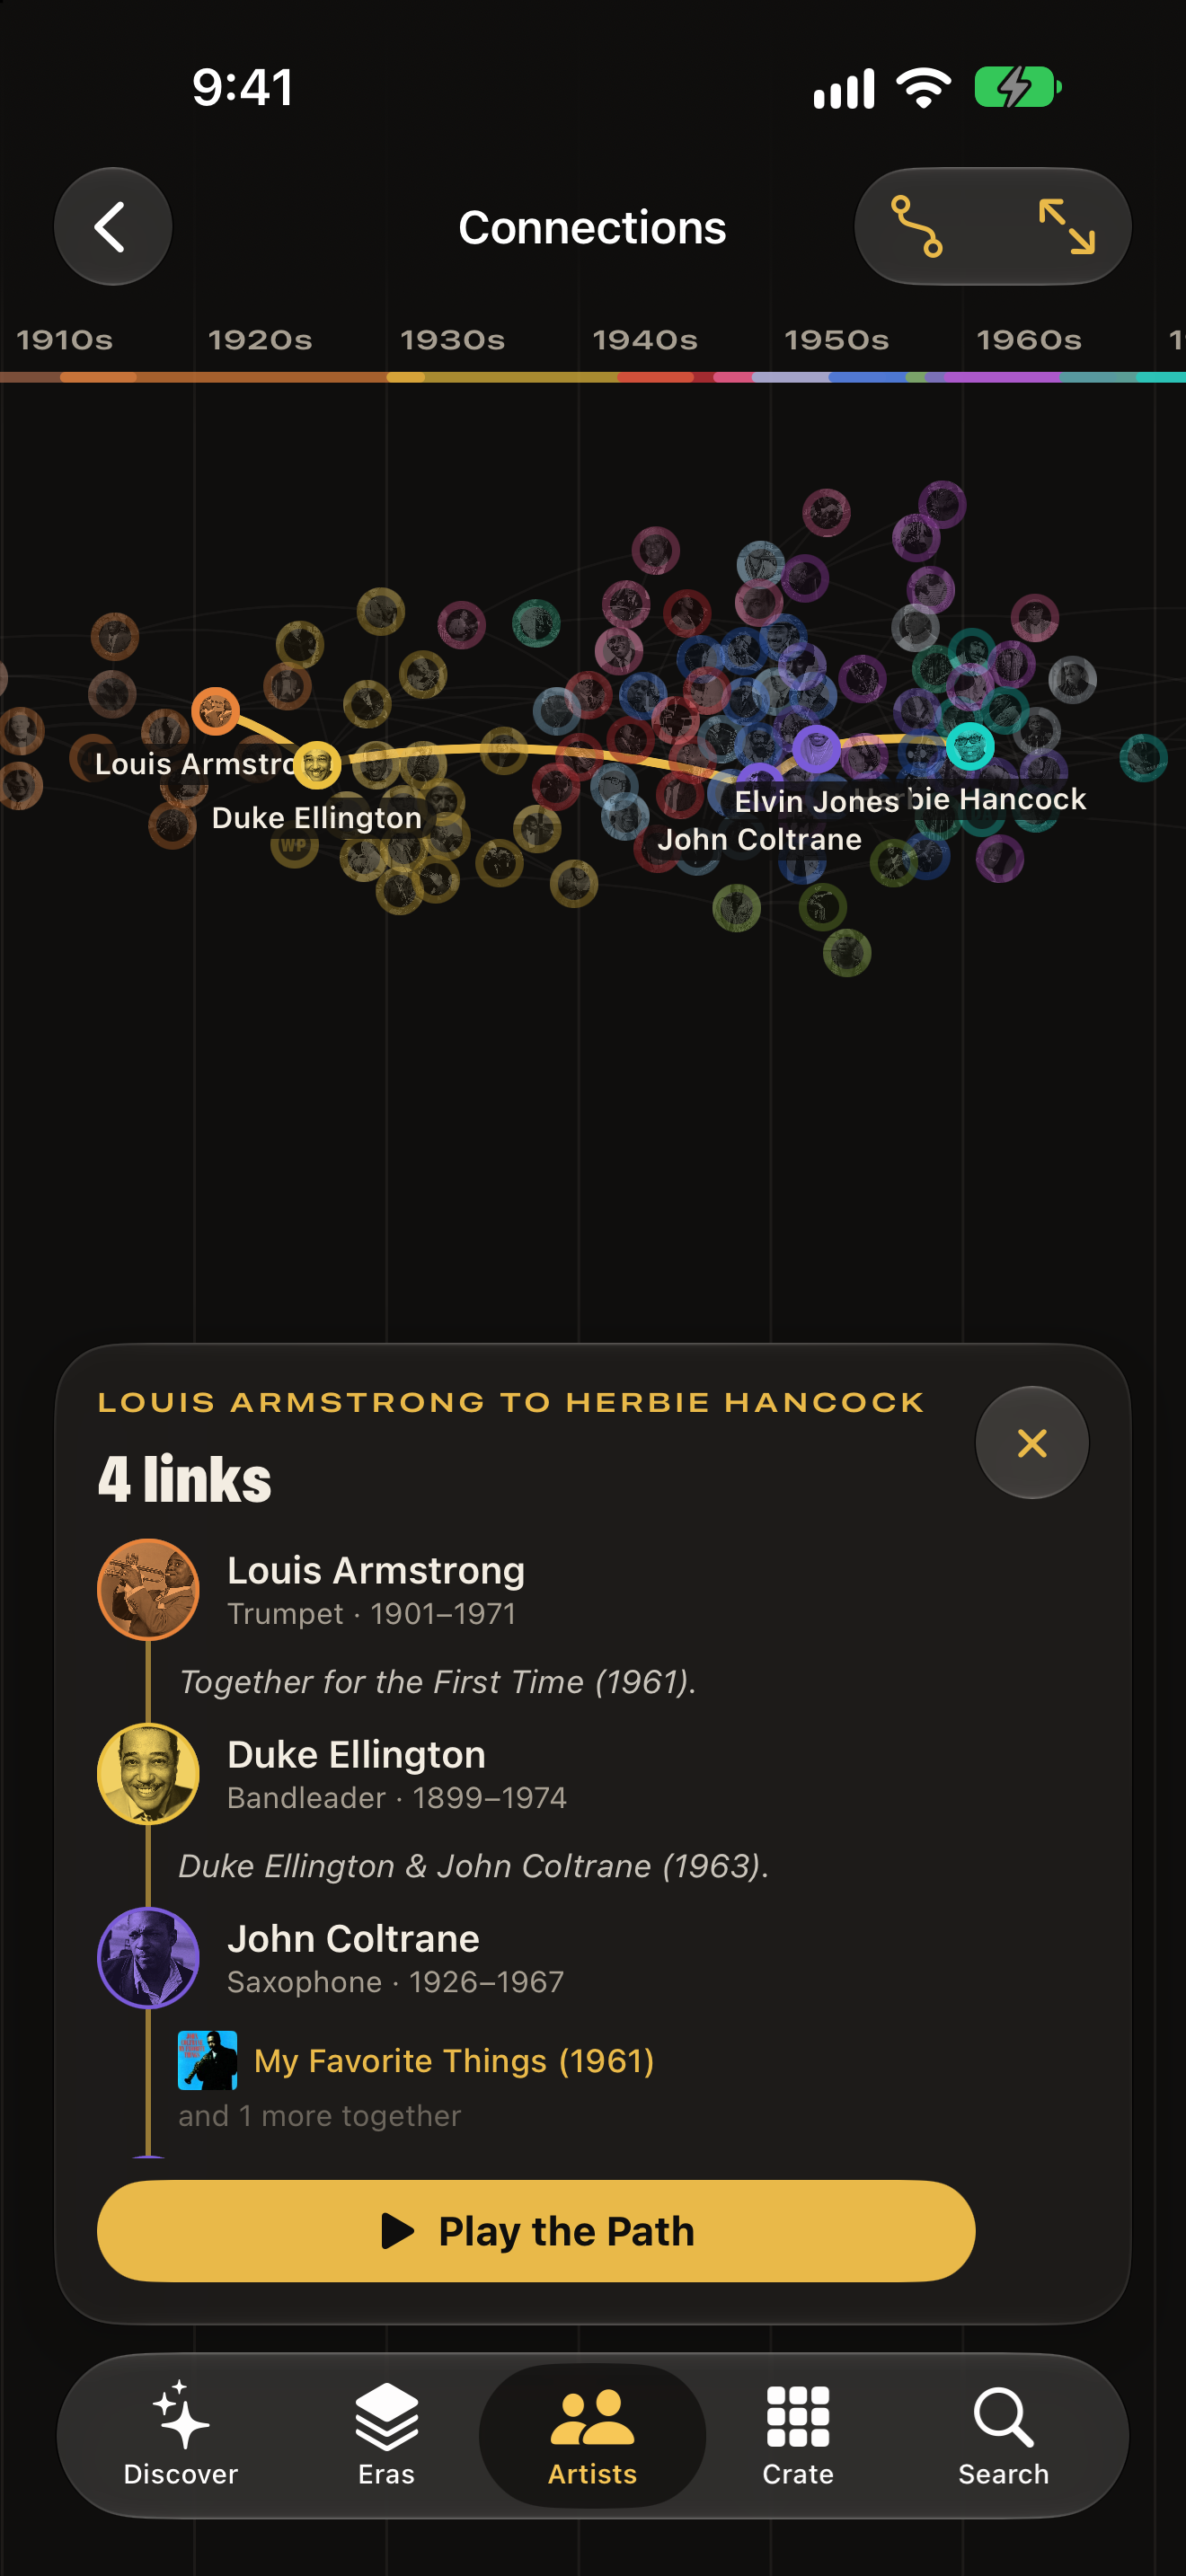 9:41
Connections
1910s 1920s 1930s 1940s 1950s 1960s
Louis Armstro
Duke Ellington
Elvin Jones
bie Hancock
John Coltrane
LOUIS ARMSTRONG TO HERBIE HANCOCK
4 links
Louis Armstrong
Trumpet · 1901–1971
Together for the First Time (1961).
Duke Ellington
Bandleader · 1899–1974
Duke Ellington & John Coltrane (1963).
John Coltrane
Saxophone · 1926–1967
My Favorite Things (1961)
and 1 more together
Play the Path
Discover Eras Artists Crate Search